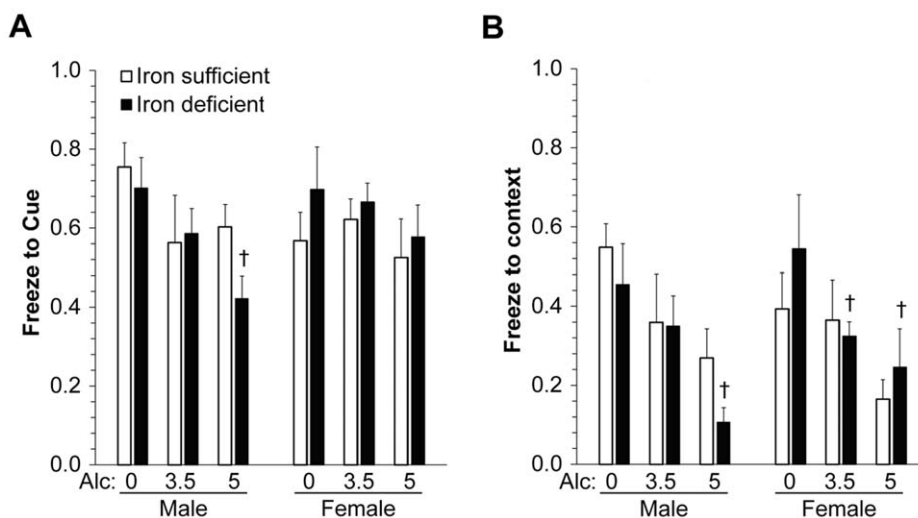 A
Iron sufficient
Iron deficient
Freeze to Cue
1.0
0.8
0.6
0.4
0.2
0.0
†
Alc: 0 3.5 5 0 3.5 5
Male Female
B
Freeze to context
1.0
0.8
0.6
0.4
0.2
0.0
† † †
Alc: 0 3.5 5 0 3.5 5
Male Female